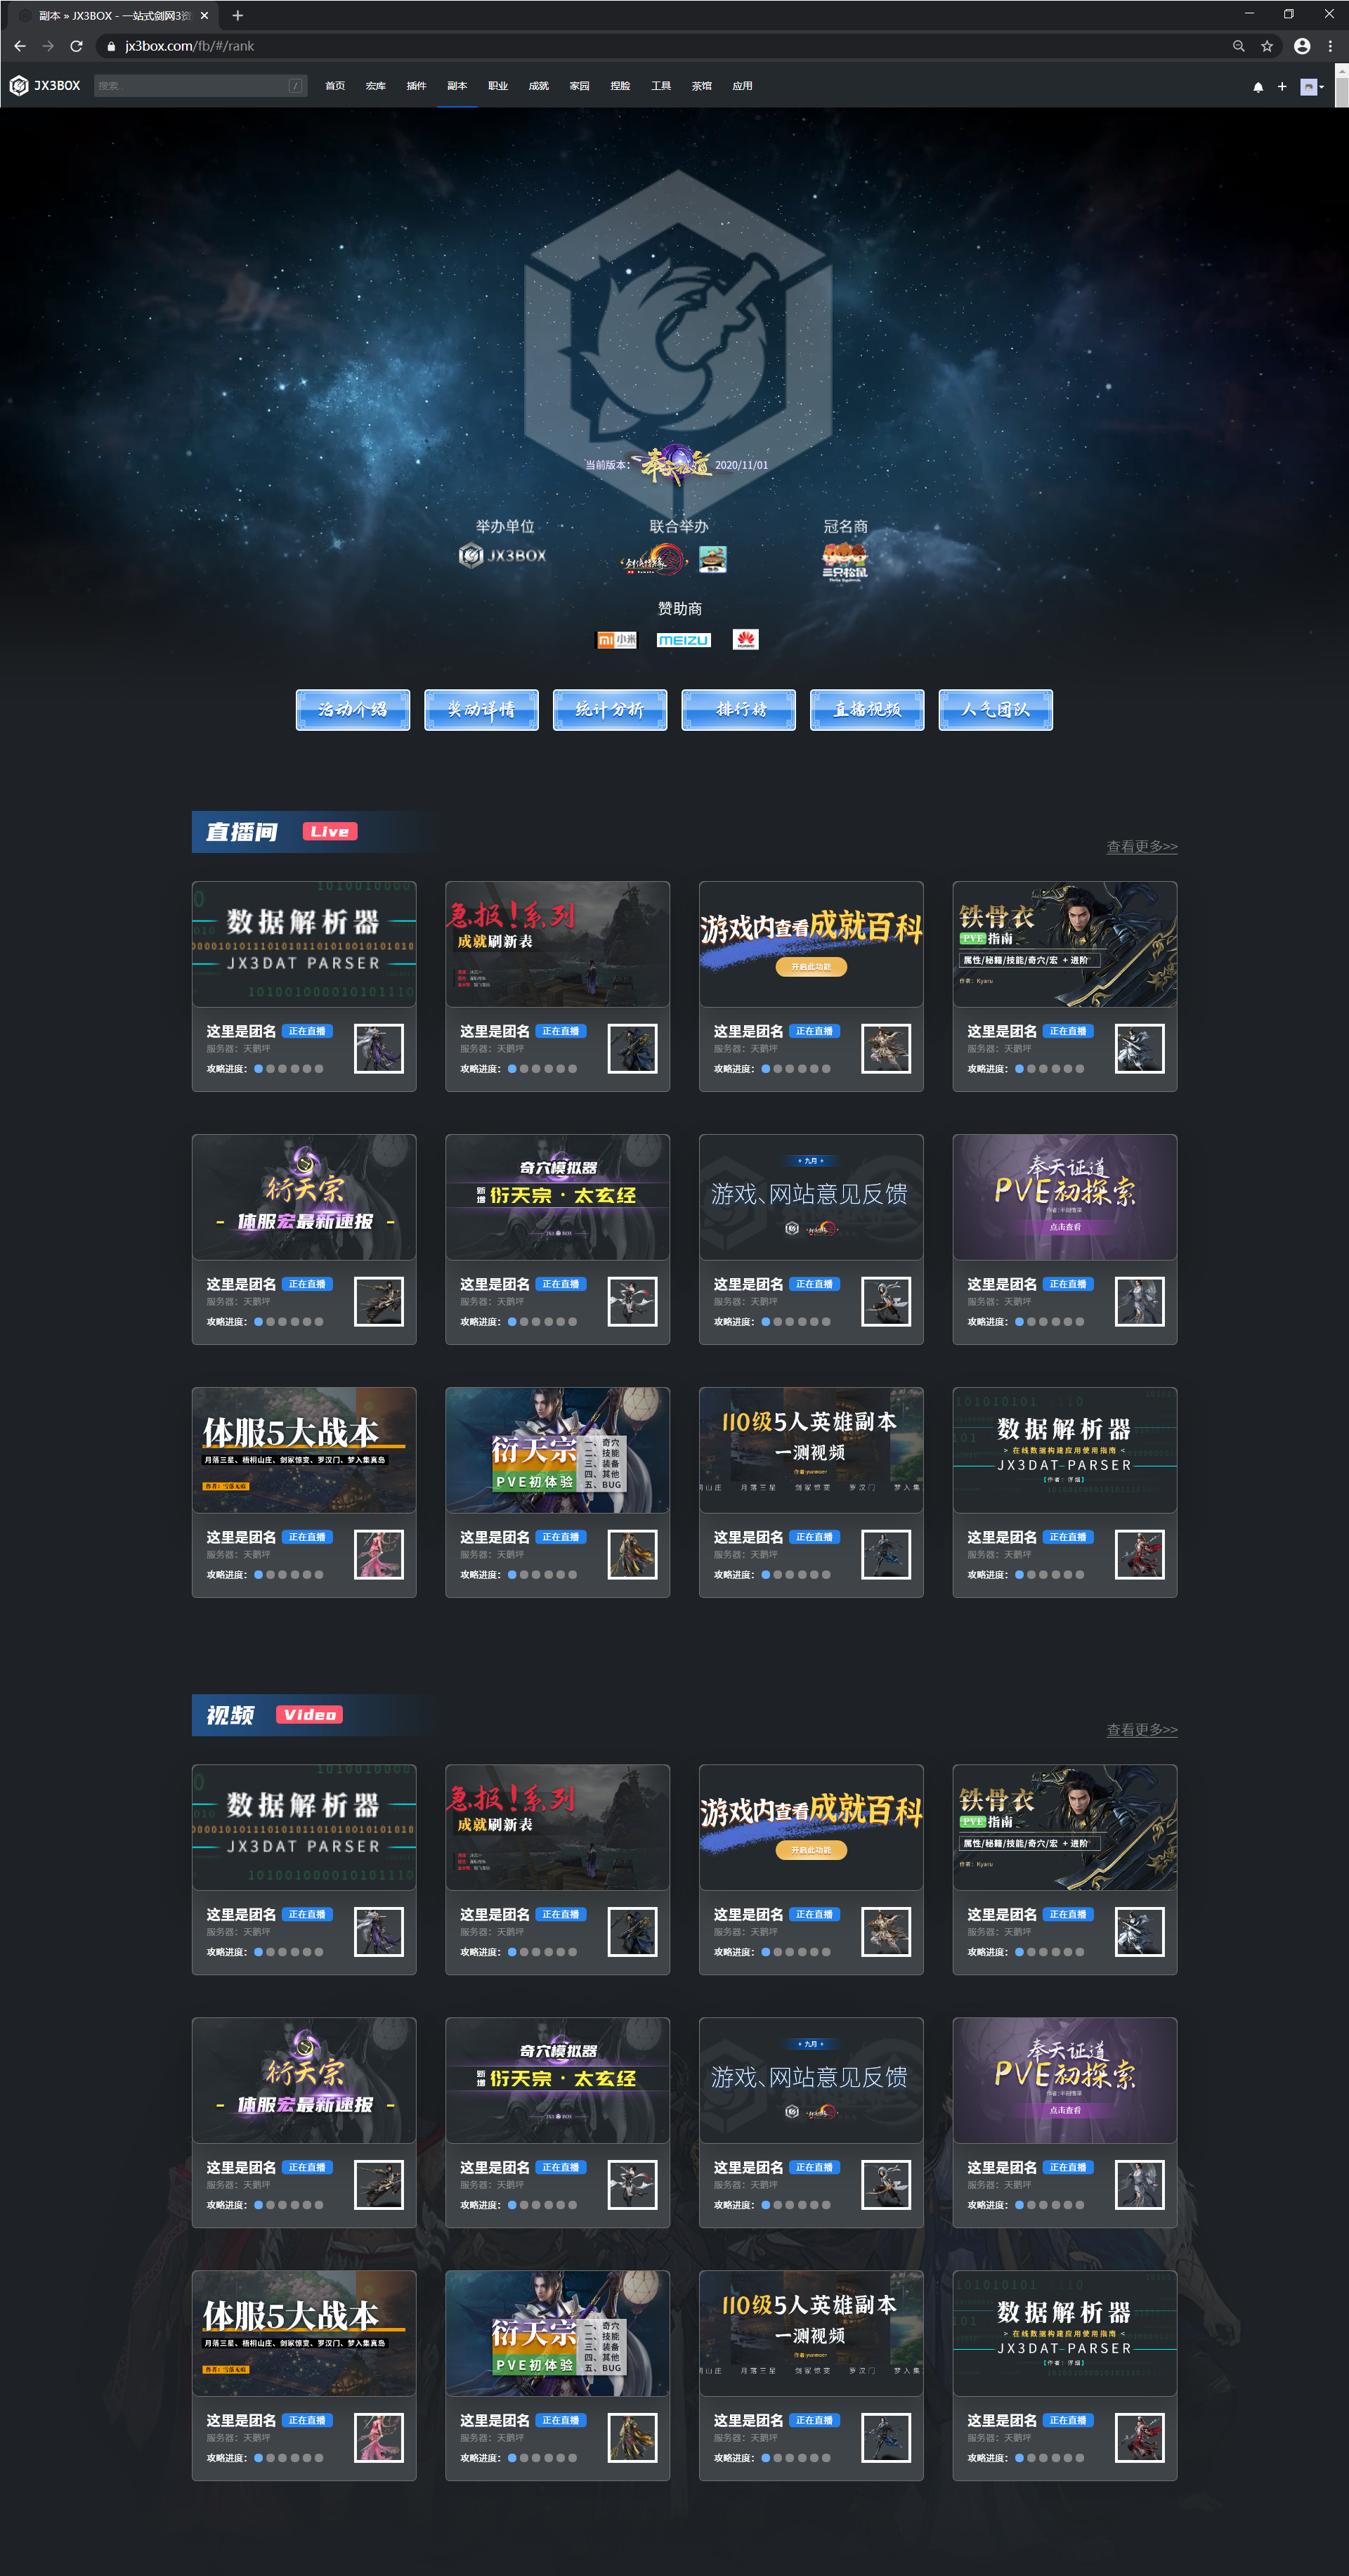 副本 » JX3BOX - 一站式剑网3资
jx3box.com/fb/#/rank
JX3BOX 搜索.. / 首页 宏库 插件 副本 职业 成就 家园 捏脸 工具 茶馆 应用
当前版本： 奉天证道 2020/11/01
举办单位 联合举办 冠名商
JX3BOX 三只松鼠
赞助商
小米 MEIZU HUAWEI
活动介绍 奖励详情 统计分析 排行榜 直播视频 人气团队
直播间 Live
查看更多>>
数据解析器
JX3DAT PARSER
急报!系列
成就刷新表
游戏内查看成就百科
开启此功能
铁骨衣
PVE 指南
属性/秘籍/技能/奇穴/宏 + 进阶
作者：Kyaru
这里是团名 正在直播
服务器：天鹅坪
攻略进度：
这里是团名 正在直播
服务器：天鹅坪
攻略进度：
这里是团名 正在直播
服务器：天鹅坪
攻略进度：
这里是团名 正在直播
服务器：天鹅坪
攻略进度：
衍天宗
- 体服宏最新速报 -
奇穴模拟器
新增 衍天宗·太玄经
JX3 BOX
+ 九月 +
游戏、网站意见反馈
奉天证道
PVE初探索
点击查看
这里是团名 正在直播
服务器：天鹅坪
攻略进度：
这里是团名 正在直播
服务器：天鹅坪
攻略进度：
这里是团名 正在直播
服务器：天鹅坪
攻略进度：
这里是团名 正在直播
服务器：天鹅坪
攻略进度：
体服5大战本
月落三星、梧桐山庄、剑冢惊变、罗汉门、梦入集真岛
衍天宗
PVE初体验
一、奇穴
二、技能
三、装备
四、其他
五、BUG
110级5人英雄副本
一测视频
月落三星 剑冢惊变 罗汉门 梦入集
数据解析器
> 在线数据构建应用使用指南 <
JX3DAT-PARSER
这里是团名 正在直播
服务器：天鹅坪
攻略进度：
这里是团名 正在直播
服务器：天鹅坪
攻略进度：
这里是团名 正在直播
服务器：天鹅坪
攻略进度：
这里是团名 正在直播
服务器：天鹅坪
攻略进度：
视频 Video
查看更多>>
数据解析器
JX3DAT PARSER
急报!系列
成就刷新表
游戏内查看成就百科
开启此功能
铁骨衣
PVE 指南
属性/秘籍/技能/奇穴/宏 + 进阶
作者：Kyaru
这里是团名 正在直播
服务器：天鹅坪
攻略进度：
这里是团名 正在直播
服务器：天鹅坪
攻略进度：
这里是团名 正在直播
服务器：天鹅坪
攻略进度：
这里是团名 正在直播
服务器：天鹅坪
攻略进度：
衍天宗
- 体服宏最新速报 -
奇穴模拟器
新增 衍天宗·太玄经
JX3 BOX
+ 九月 +
游戏、网站意见反馈
奉天证道
PVE初探索
点击查看
这里是团名 正在直播
服务器：天鹅坪
攻略进度：
这里是团名 正在直播
服务器：天鹅坪
攻略进度：
这里是团名 正在直播
服务器：天鹅坪
攻略进度：
这里是团名 正在直播
服务器：天鹅坪
攻略进度：
体服5大战本
月落三星、梧桐山庄、剑冢惊变、罗汉门、梦入集真岛
衍天宗
PVE初体验
一、奇穴
二、技能
三、装备
四、其他
五、BUG
110级5人英雄副本
一测视频
月落三星 剑冢惊变 罗汉门 梦入集
数据解析器
> 在线数据构建应用使用指南 <
JX3DAT-PARSER
这里是团名 正在直播
服务器：天鹅坪
攻略进度：
这里是团名 正在直播
服务器：天鹅坪
攻略进度：
这里是团名 正在直播
服务器：天鹅坪
攻略进度：
这里是团名 正在直播
服务器：天鹅坪
攻略进度：